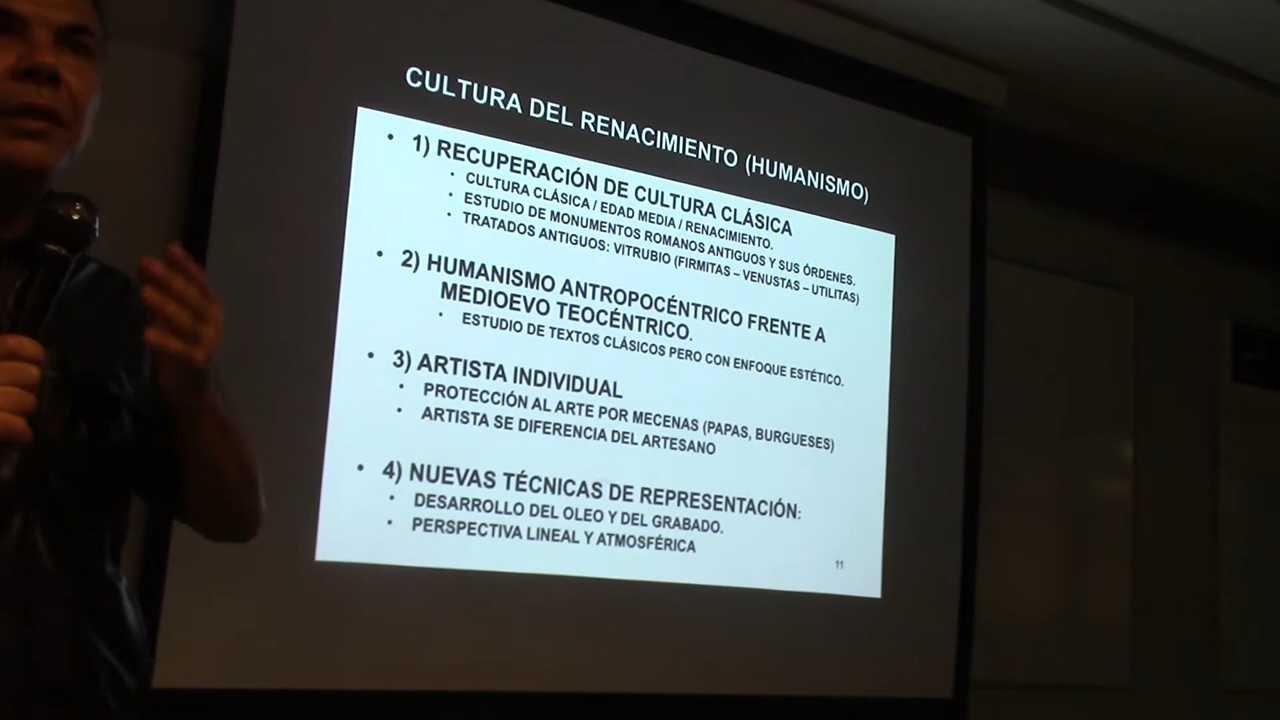 CULTURA DEL RENACIMIENTO (HUMANISMO)
• 1) RECUPERACIÓN DE CULTURA CLÁSICA
• CULTURA CLÁSICA / EDAD MEDIA / RENACIMIENTO.
• ESTUDIO DE MONUMENTOS ROMANOS ANTIGUOS Y SUS ÓRDENES.
• TRATADOS ANTIGUOS: VITRUBIO (FIRMITAS – VENUSTAS – UTILITAS)
• 2) HUMANISMO ANTROPOCÉNTRICO FRENTE A
MEDIOEVO TEOCÉNTRICO.
• ESTUDIO DE TEXTOS CLÁSICOS PERO CON ENFOQUE ESTÉTICO.
• 3) ARTISTA INDIVIDUAL
• PROTECCIÓN AL ARTE POR MECENAS (PAPAS, BURGUESES)
• ARTISTA SE DIFERENCIA DEL ARTESANO
• 4) NUEVAS TÉCNICAS DE REPRESENTACIÓN:
• DESARROLLO DEL OLEO Y DEL GRABADO.
• PERSPECTIVA LINEAL Y ATMOSFÉRICA
11